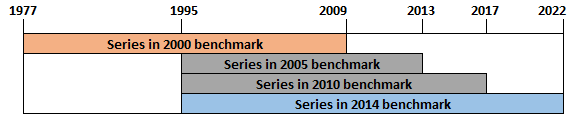 1977 1995 2009 2013 2017 2022
Series in 2000 benchmark
Series in 2005 benchmark
Series in 2010 benchmark
Series in 2014 benchmark